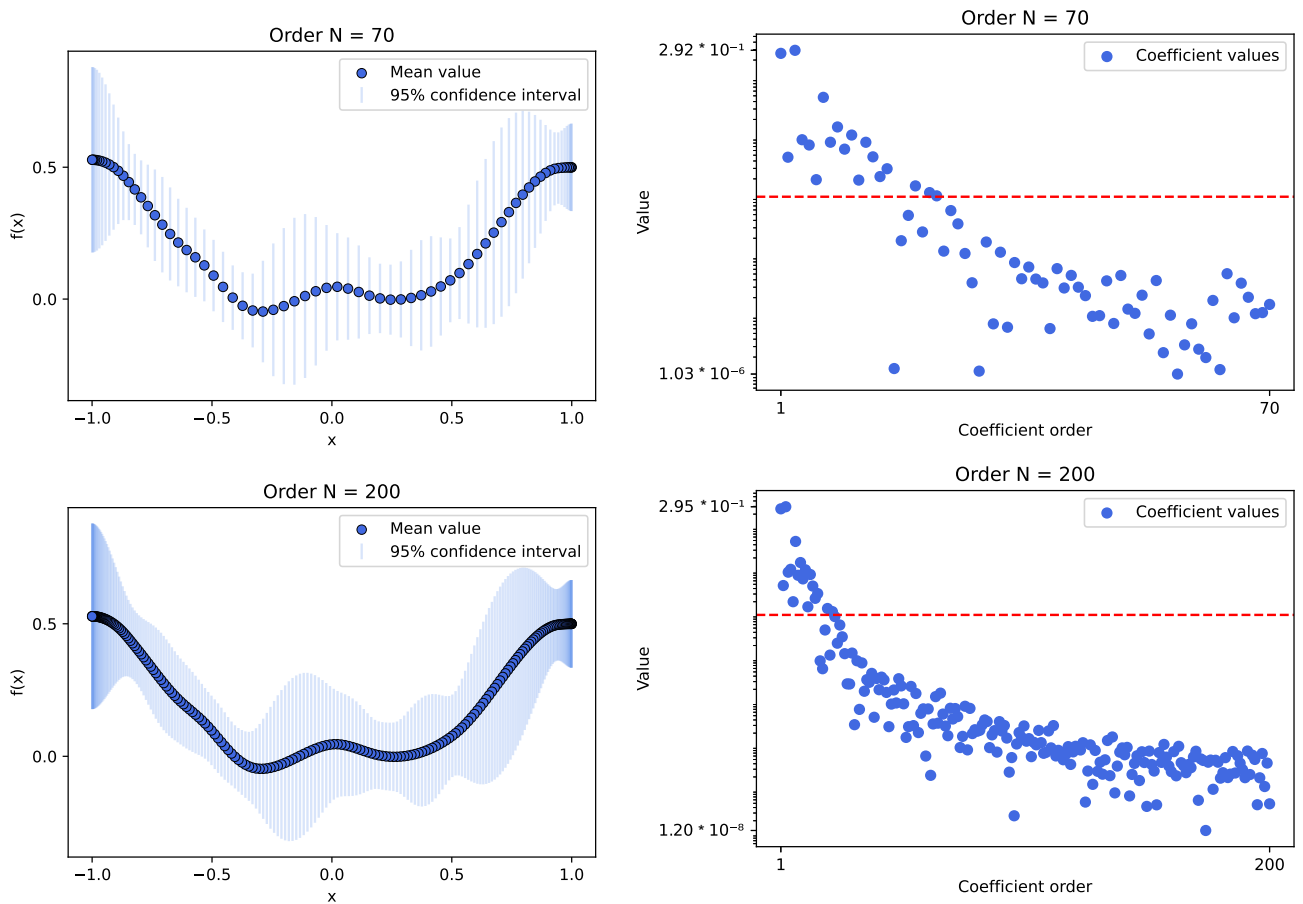 Order N = 70
Mean value
95% confidence interval
0.5
0.0
f(x)
−1.0 −0.5 0.0 0.5 1.0
x
Order N = 70
Coefficient values
2.92 * 10⁻¹
1.03 * 10⁻⁶
Value
1 70
Coefficient order
Order N = 200
Mean value
95% confidence interval
0.5
0.0
f(x)
−1.0 −0.5 0.0 0.5 1.0
x
Order N = 200
Coefficient values
2.95 * 10⁻¹
1.20 * 10⁻⁸
Value
1 200
Coefficient order